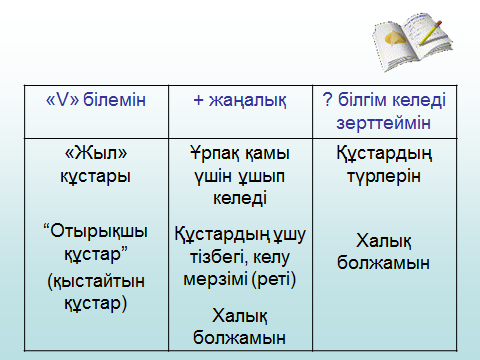 «V» білемін
+ жаңалық
? білгім келеді
зерттеймін
«Жыл»
құстары
“Отырықшы
құстар”
(қыстайтын
құстар)
Ұрпақ қамы
үшін ұшып
келеді
Құстардың ұшу
тізбегі, келу
мерзімі (реті)
Халық
болжамын
Құстардың
түрлерін
Халық
болжамын